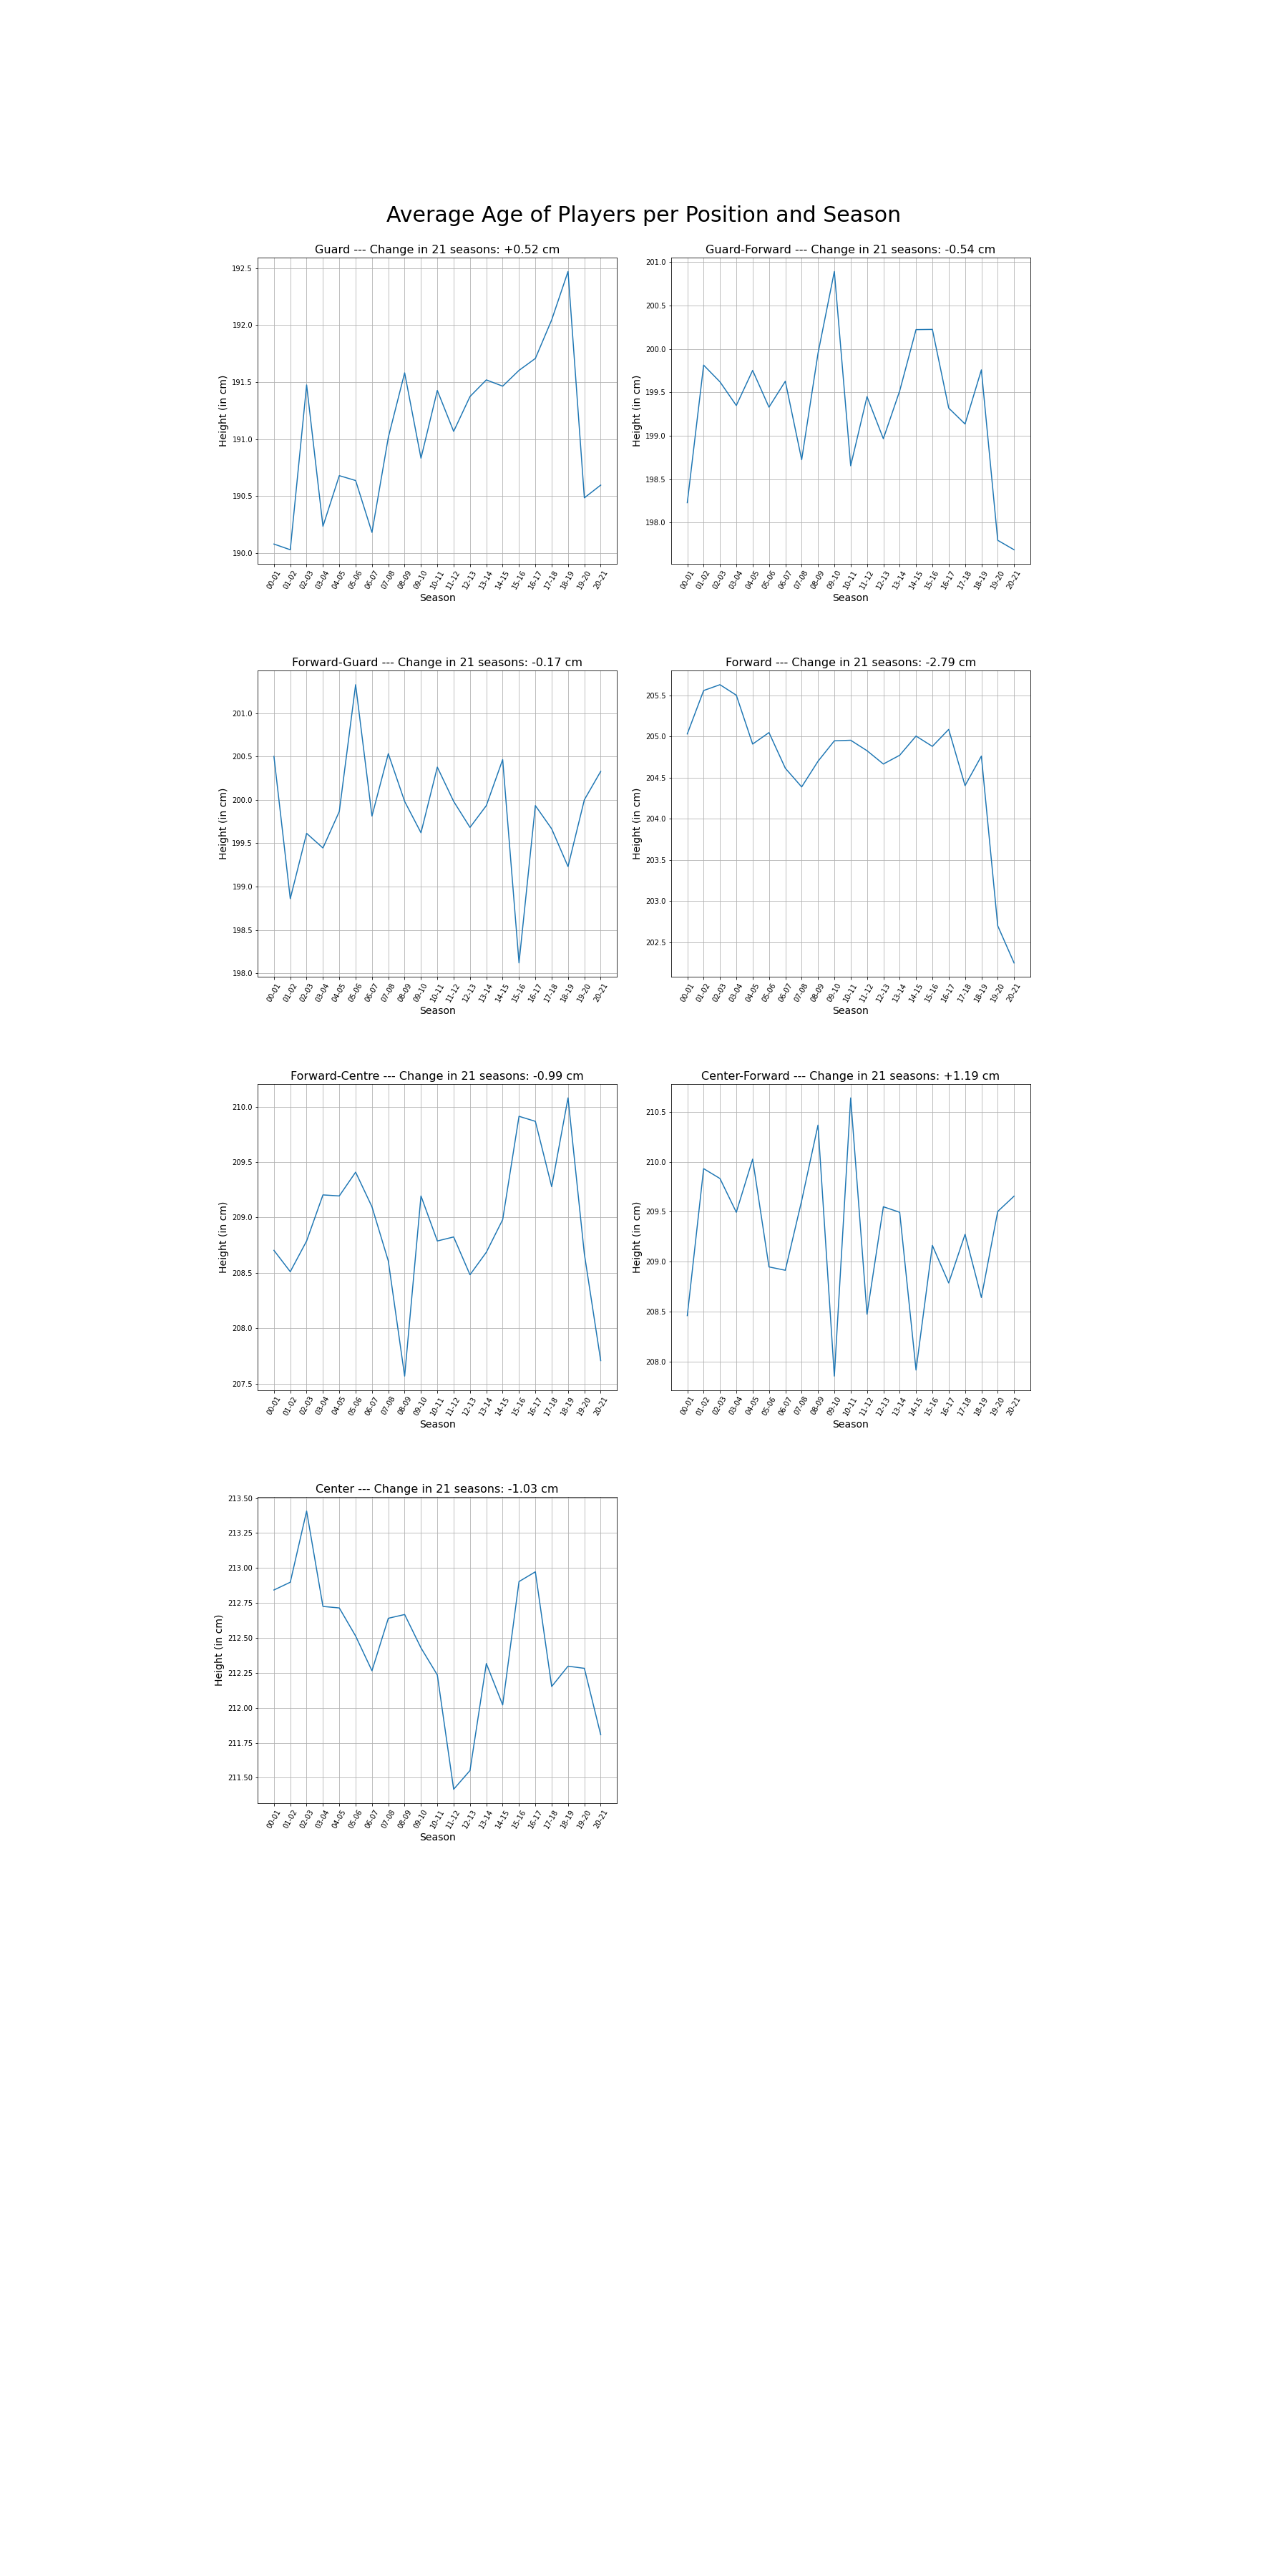 Average Age of Players per Position and Season
Guard --- Change in 21 seasons: +0.52 cm
192.5
192.0
191.5
191.0
190.5
190.0
Height (in cm)
00-01 01-02 02-03 03-04 04-05 05-06 06-07 07-08 08-09 09-10 10-11 11-12 12-13 13-14 14-15 15-16 16-17 17-18 18-19 19-20 20-21
Season
Guard-Forward --- Change in 21 seasons: -0.54 cm
201.0
200.5
200.0
199.5
199.0
198.5
198.0
Height (in cm)
00-01 01-02 02-03 03-04 04-05 05-06 06-07 07-08 08-09 09-10 10-11 11-12 12-13 13-14 14-15 15-16 16-17 17-18 18-19 19-20 20-21
Season
Forward-Guard --- Change in 21 seasons: -0.17 cm
201.0
200.5
200.0
199.5
199.0
198.5
198.0
Height (in cm)
00-01 01-02 02-03 03-04 04-05 05-06 06-07 07-08 08-09 09-10 10-11 11-12 12-13 13-14 14-15 15-16 16-17 17-18 18-19 19-20 20-21
Season
Forward --- Change in 21 seasons: -2.79 cm
205.5
205.0
204.5
204.0
203.5
203.0
202.5
Height (in cm)
00-01 01-02 02-03 03-04 04-05 05-06 06-07 07-08 08-09 09-10 10-11 11-12 12-13 13-14 14-15 15-16 16-17 17-18 18-19 19-20 20-21
Season
Forward-Centre --- Change in 21 seasons: -0.99 cm
210.0
209.5
209.0
208.5
208.0
207.5
Height (in cm)
00-01 01-02 02-03 03-04 04-05 05-06 06-07 07-08 08-09 09-10 10-11 11-12 12-13 13-14 14-15 15-16 16-17 17-18 18-19 19-20 20-21
Season
Center-Forward --- Change in 21 seasons: +1.19 cm
210.5
210.0
209.5
209.0
208.5
208.0
Height (in cm)
00-01 01-02 02-03 03-04 04-05 05-06 06-07 07-08 08-09 09-10 10-11 11-12 12-13 13-14 14-15 15-16 16-17 17-18 18-19 19-20 20-21
Season
Center --- Change in 21 seasons: -1.03 cm
213.50
213.25
213.00
212.75
212.50
212.25
212.00
211.75
211.50
Height (in cm)
00-01 01-02 02-03 03-04 04-05 05-06 06-07 07-08 08-09 09-10 10-11 11-12 12-13 13-14 14-15 15-16 16-17 17-18 18-19 19-20 20-21
Season